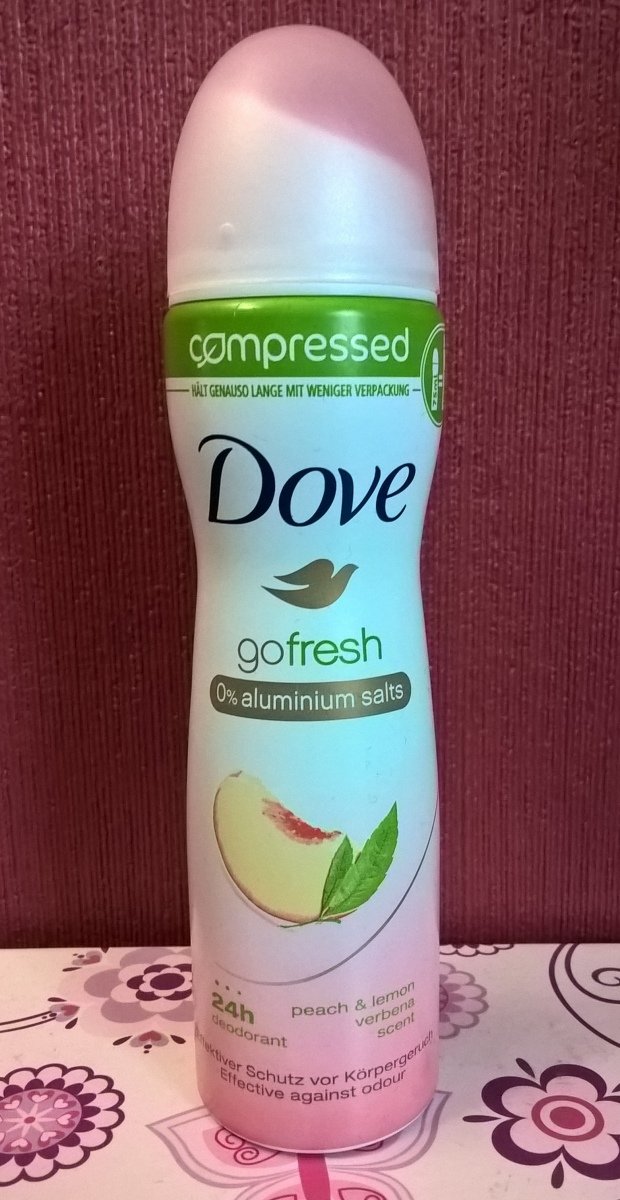 compressed
HÄLT GENAUSO LANGE MIT WENIGER VERPACKUNG
75ml
Dove
gofresh
0% aluminium salts
24h
deodorant
peach & lemon
verbena
scent
Effektiver Schutz vor Körpergeruch
Effective against odour